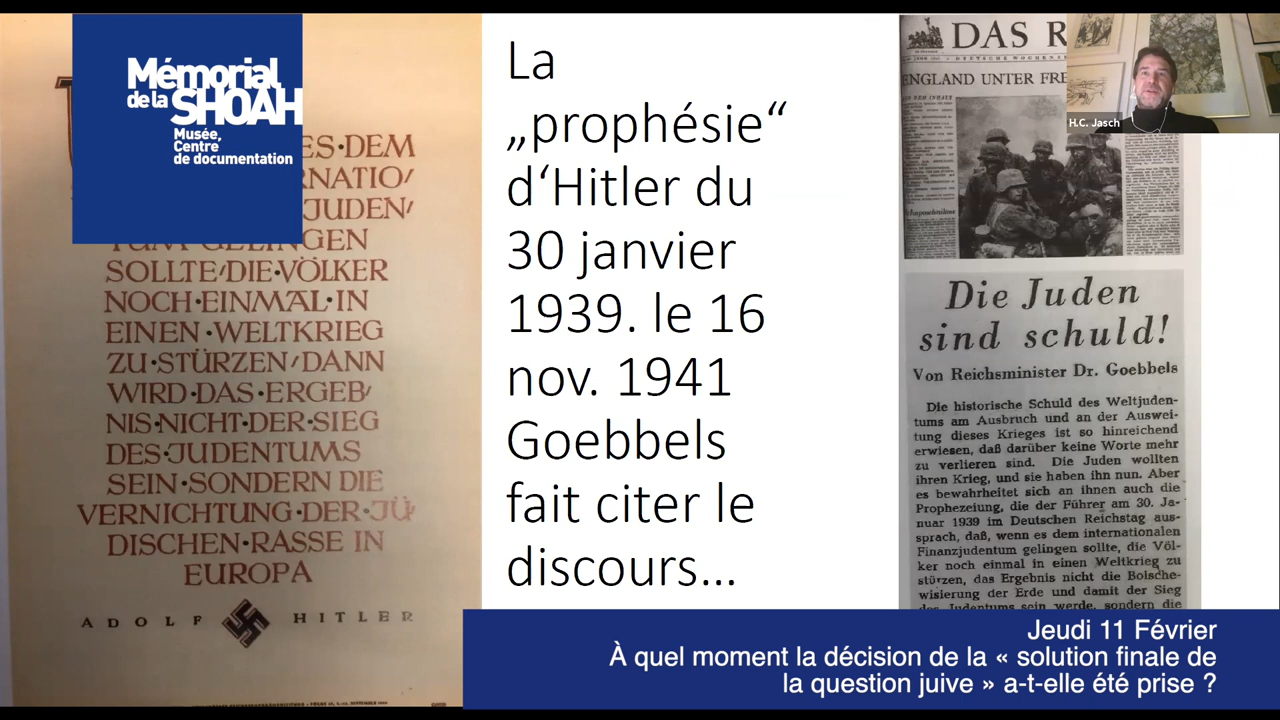 Mémorial
de la SHOAH
Musée,
Centre
de documentation
ES·DEM
RNATIO/
JUDEN/
TUM·GELINGEN
SOLLTE/DIE·VÖLKER
NOCH·EINMAL·IN
EINEN·WELTKRIEG
ZU·STÜRZEN/DANN
WIRD·DAS·ERGEB/
NIS·NICHT·DER·SIEG
DES·JUDENTUMS
SEIN·SONDERN DIE
VERNICHTUNG·DER·JÜ/
DISCHEN·RASSE IN
EUROPA
ADOLF HITLER
La
„prophésie“
d‘Hitler du
30 janvier
1939. le 16
nov. 1941
Goebbels
fait citer le
discours...
DAS R
ENGLAND UNTER FRE
H.C. Jasch
Die Juden
sind schuld!
Von Reichsminister Dr. Goebbels
Die historische Schuld des Weltjuden-
tums am Ausbruch und an der Auswei-
tung dieses Krieges ist so hinreichend
erwiesen, daß darüber keine Worte mehr
zu verlieren sind. Die Juden wollten
ihren Krieg, und sie haben ihn nun. Aber
es bewahrheitet sich an ihnen auch die
Prophezeiung, die der Führer am 30. Ja-
nuar 1939 im Deutschen Reichstag aus-
sprach, daß, wenn es dem internationalen
Finanzjudentum gelingen sollte, die Völ-
ker noch einmal in einen Weltkrieg zu
stürzen, das Ergebnis nicht die Bolsche-
wisierung der Erde und damit der Sieg
des Judentums sein werde, sondern die
Jeudi 11 Février
À quel moment la décision de la « solution finale de
la question juive » a-t-elle été prise ?